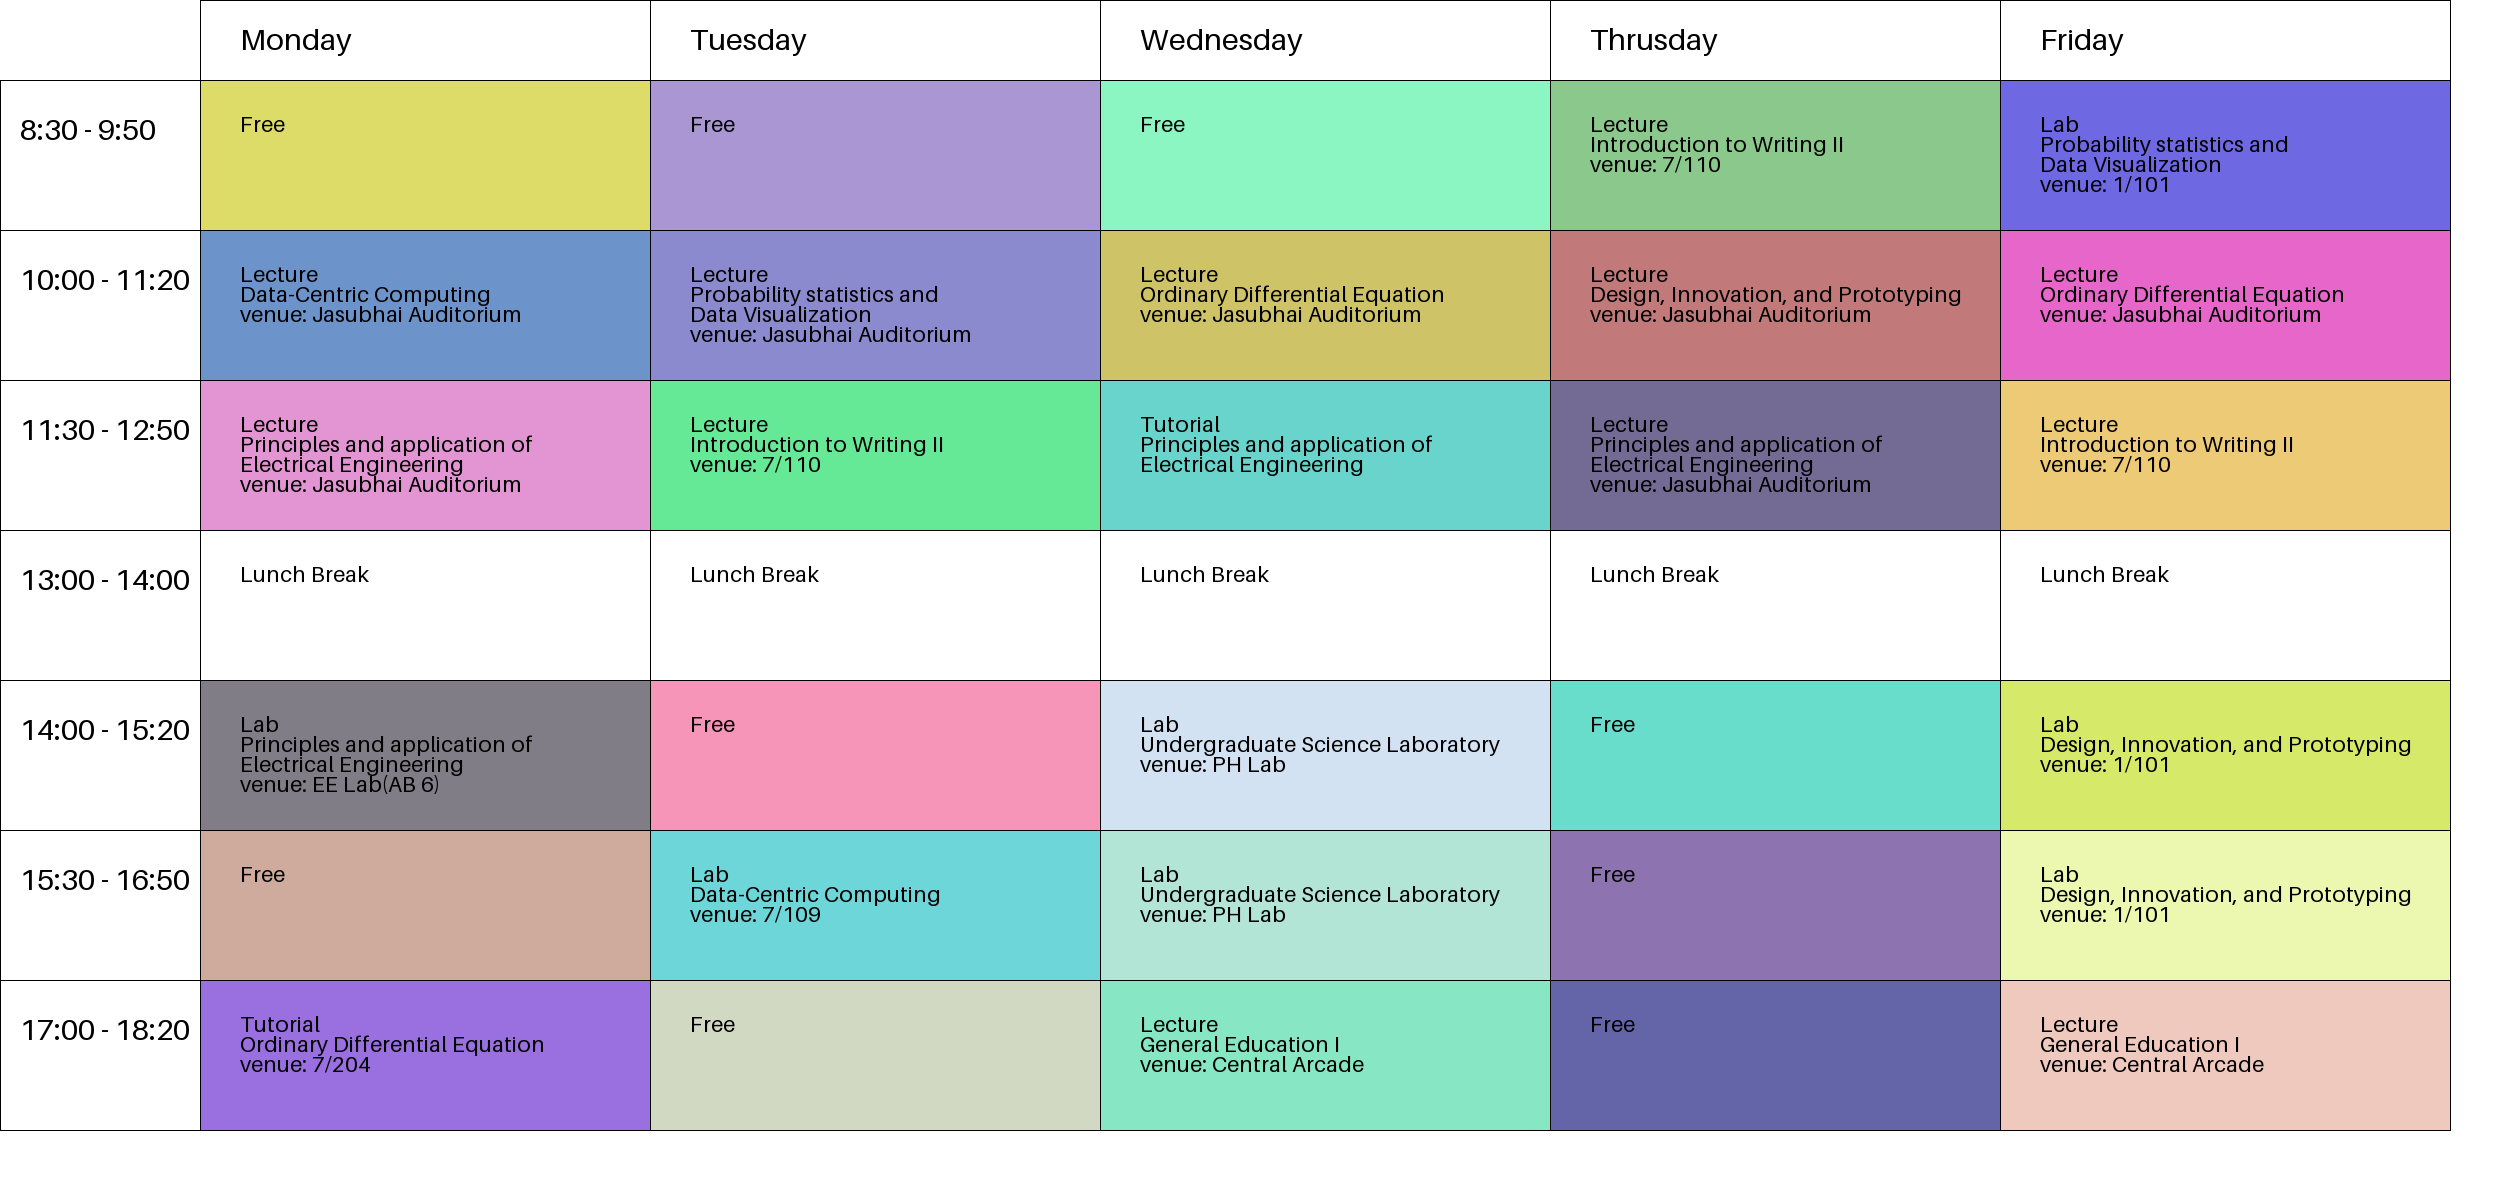 Monday
Tuesday
Wednesday
Thrusday
Friday
8:30 - 9:50
Free
Free
Free
Lecture
Introduction to Writing II
venue: 7/110
Lab
Probability statistics and
Data Visualization
venue: 1/101
10:00 - 11:20
Lecture
Data-Centric Computing
venue: Jasubhai Auditorium
Lecture
Probability statistics and
Data Visualization
venue: Jasubhai Auditorium
Lecture
Ordinary Differential Equation
venue: Jasubhai Auditorium
Lecture
Design, Innovation, and Prototyping
venue: Jasubhai Auditorium
Lecture
Ordinary Differential Equation
venue: Jasubhai Auditorium
11:30 - 12:50
Lecture
Principles and application of
Electrical Engineering
venue: Jasubhai Auditorium
Lecture
Introduction to Writing II
venue: 7/110
Tutorial
Principles and application of
Electrical Engineering
Lecture
Principles and application of
Electrical Engineering
venue: Jasubhai Auditorium
Lecture
Introduction to Writing II
venue: 7/110
13:00 - 14:00
Lunch Break
Lunch Break
Lunch Break
Lunch Break
Lunch Break
14:00 - 15:20
Lab
Principles and application of
Electrical Engineering
venue: EE Lab(AB 6)
Free
Lab
Undergraduate Science Laboratory
venue: PH Lab
Free
Lab
Design, Innovation, and Prototyping
venue: 1/101
15:30 - 16:50
Free
Lab
Data-Centric Computing
venue: 7/109
Lab
Undergraduate Science Laboratory
venue: PH Lab
Free
Lab
Design, Innovation, and Prototyping
venue: 1/101
17:00 - 18:20
Tutorial
Ordinary Differential Equation
venue: 7/204
Free
Lecture
General Education I
venue: Central Arcade
Free
Lecture
General Education I
venue: Central Arcade